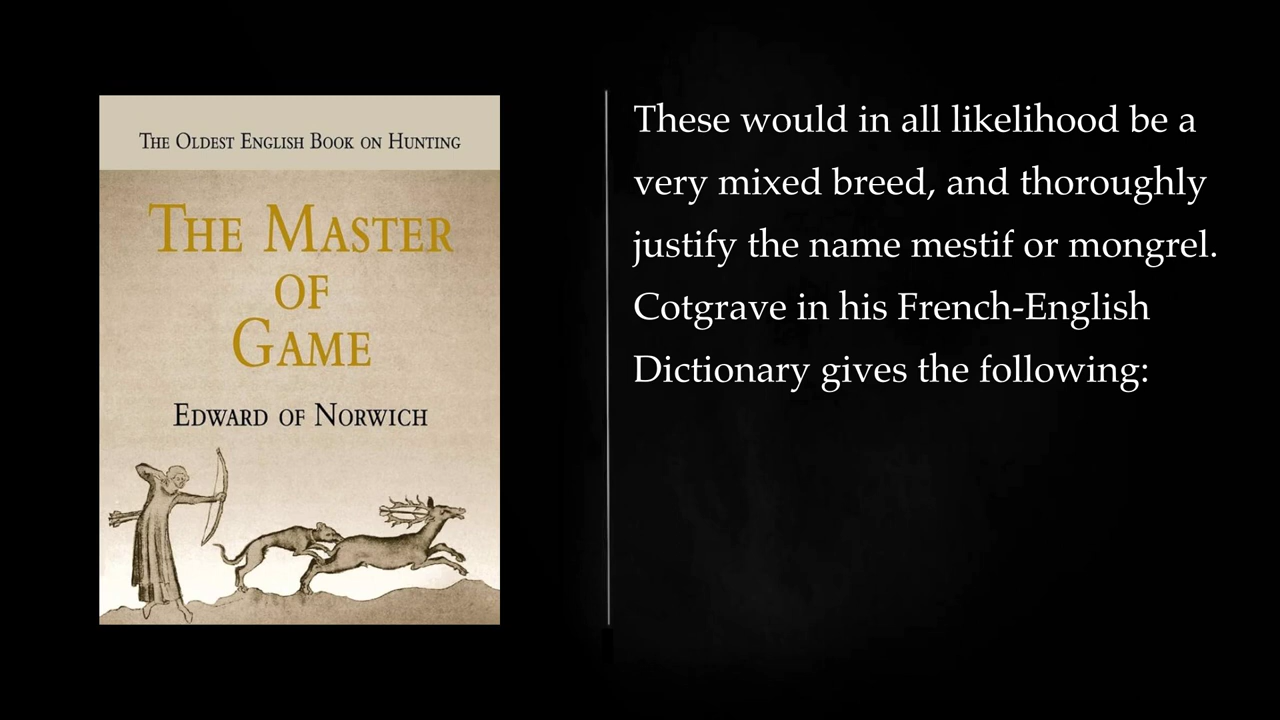 The Oldest English Book on Hunting
The Master
of
Game
Edward of Norwich
These would in all likelihood be a
very mixed breed, and thoroughly
justify the name mestif or mongrel.
Cotgrave in his French-English
Dictionary gives the following: